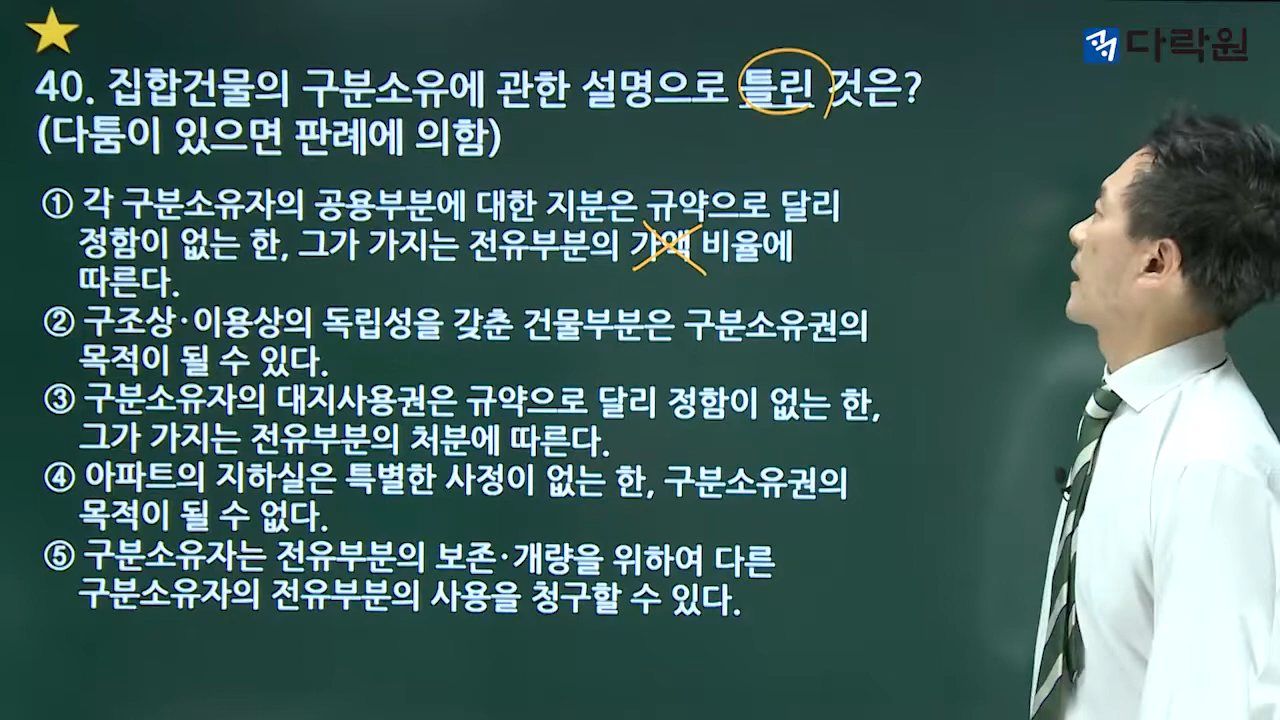 다락원
40. 집합건물의 구분소유에 관한 설명으로 틀린 것은?
(다툼이 있으면 판례에 의함)
① 각 구분소유자의 공용부분에 대한 지분은 규약으로 달리
정함이 없는 한, 그가 가지는 전유부분의 가액 비율에
따른다.
② 구조상·이용상의 독립성을 갖춘 건물부분은 구분소유권의
목적이 될 수 있다.
③ 구분소유자의 대지사용권은 규약으로 달리 정함이 없는 한,
그가 가지는 전유부분의 처분에 따른다.
④ 아파트의 지하실은 특별한 사정이 없는 한, 구분소유권의
목적이 될 수 없다.
⑤ 구분소유자는 전유부분의 보존·개량을 위하여 다른
구분소유자의 전유부분의 사용을 청구할 수 있다.